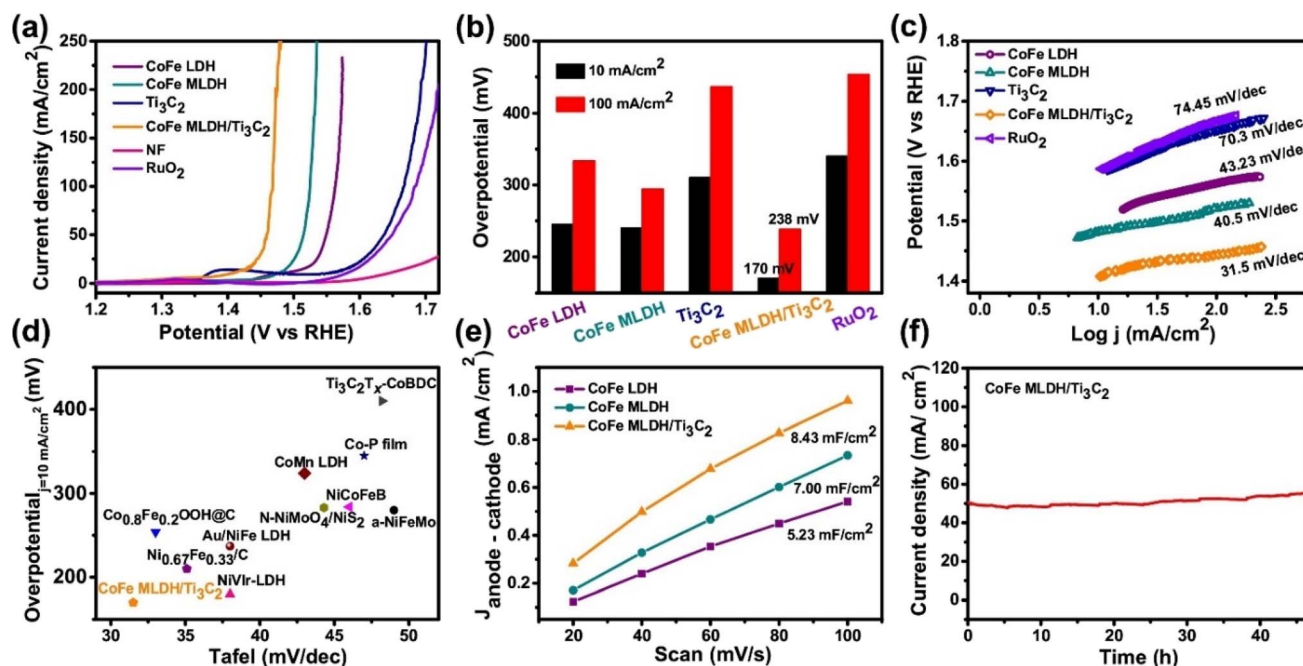 (a)
250
200
150
100
50
0
Current density (mA/cm²)
CoFe LDH
CoFe MLDH
Ti₃C₂
CoFe MLDH/Ti₃C₂
NF
RuO₂
1.2 1.3 1.4 1.5 1.6 1.7
Potential (V vs RHE)
(b)
500
400
300
200
Overpotential (mV)
10 mA/cm²
100 mA/cm²
238 mV
170 mV
CoFe LDH
CoFe MLDH
Ti₃C₂
CoFe MLDH/Ti₃C₂
RuO₂
(c)
1.8
1.7
1.6
1.5
1.4
Potential (V vs RHE)
CoFe LDH
CoFe MLDH
Ti₃C₂
CoFe MLDH/Ti₃C₂
RuO₂
74.45 mV/dec
70.3 mV/dec
43.23 mV/dec
40.5 mV/dec
31.5 mV/dec
0.0 0.5 1.0 1.5 2.0 2.5 3.0
Log j (mA/cm²)
(d)
400
300
200
Overpotential j=10 mA/cm² (mV)
Ti₃C₂Tx-CoBDC
Co-P film
CoMn LDH
NiCoFeB
Co₀.₈Fe₀.₂OOH@C
N-NiMoO₄/NiS₂
a-NiFeMo
Au/NiFe LDH
Ni₀.₆₇Fe₀.₃₃/C
CoFe MLDH/Ti₃C₂
NiVIr-LDH
30 35 40 45 50
Tafel (mV/dec)
(e)
1.0
0.8
0.6
0.4
0.2
J anode - cathode (mA /cm²)
CoFe LDH
CoFe MLDH
CoFe MLDH/Ti₃C₂
8.43 mF/cm²
7.00 mF/cm²
5.23 mF/cm²
20 40 60 80 100
Scan (mV/s)
(f)
120
100
80
60
40
20
0
Current density (mA/ cm²)
CoFe MLDH/Ti₃C₂
0 10 20 30 40
Time (h)